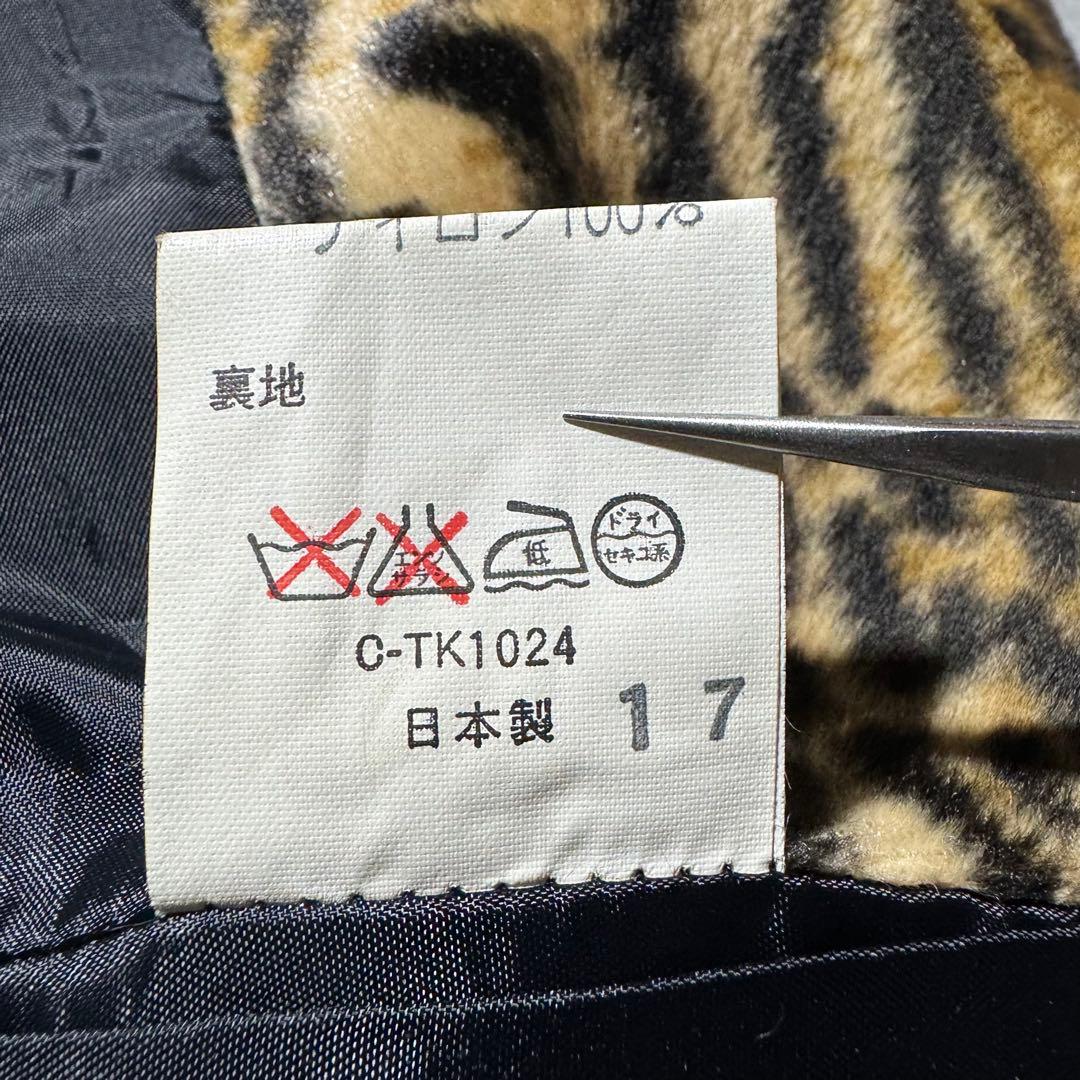 ナイロン100%
裏地
エンソ
サラシ
低
ドライ
セキユ系
C-TK1024
日本製 17